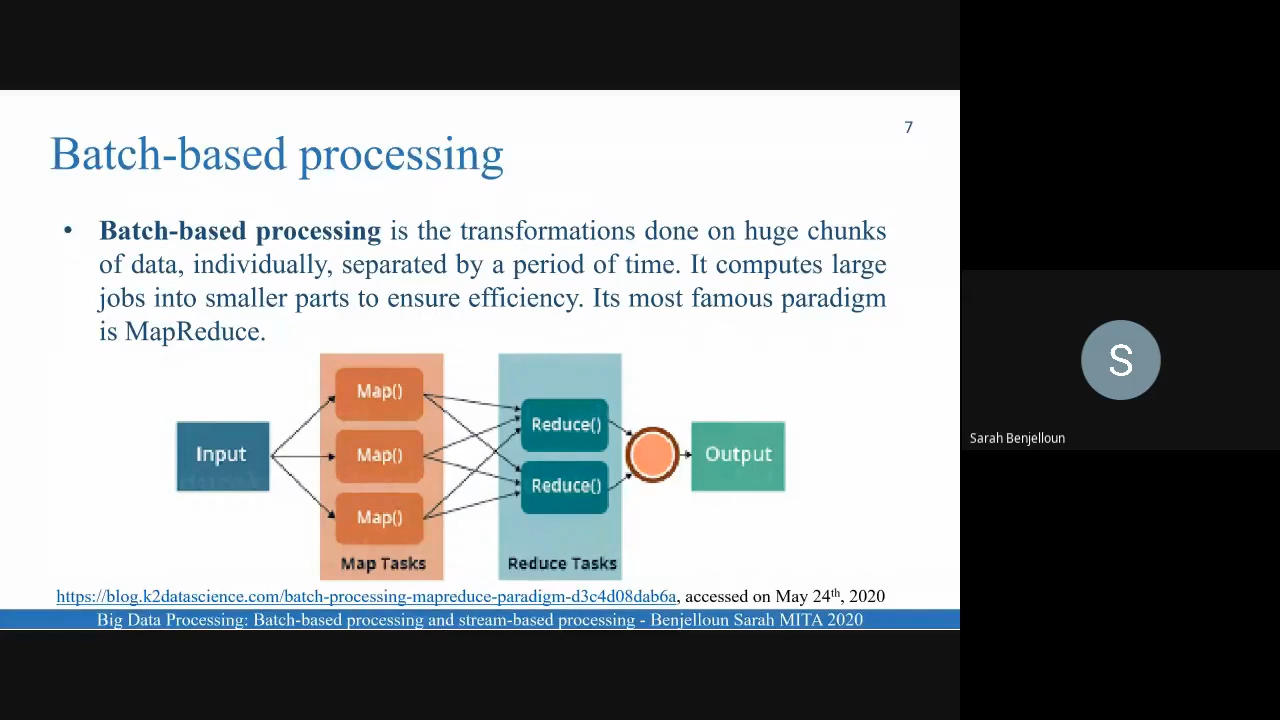 7
Batch-based processing
• Batch-based processing is the transformations done on huge chunks
of data, individually, separated by a period of time. It computes large
jobs into smaller parts to ensure efficiency. Its most famous paradigm
is MapReduce.
Input
Map()
Map()
Map()
Map Tasks
Reduce()
Reduce()
Reduce Tasks
Output
https://blog.k2datascience.com/batch-processing-mapreduce-paradigm-d3c4d08dab6a, accessed on May 24th, 2020
Big Data Processing: Batch-based processing and stream-based processing - Benjelloun Sarah MITA 2020
S
Sarah Benjelloun